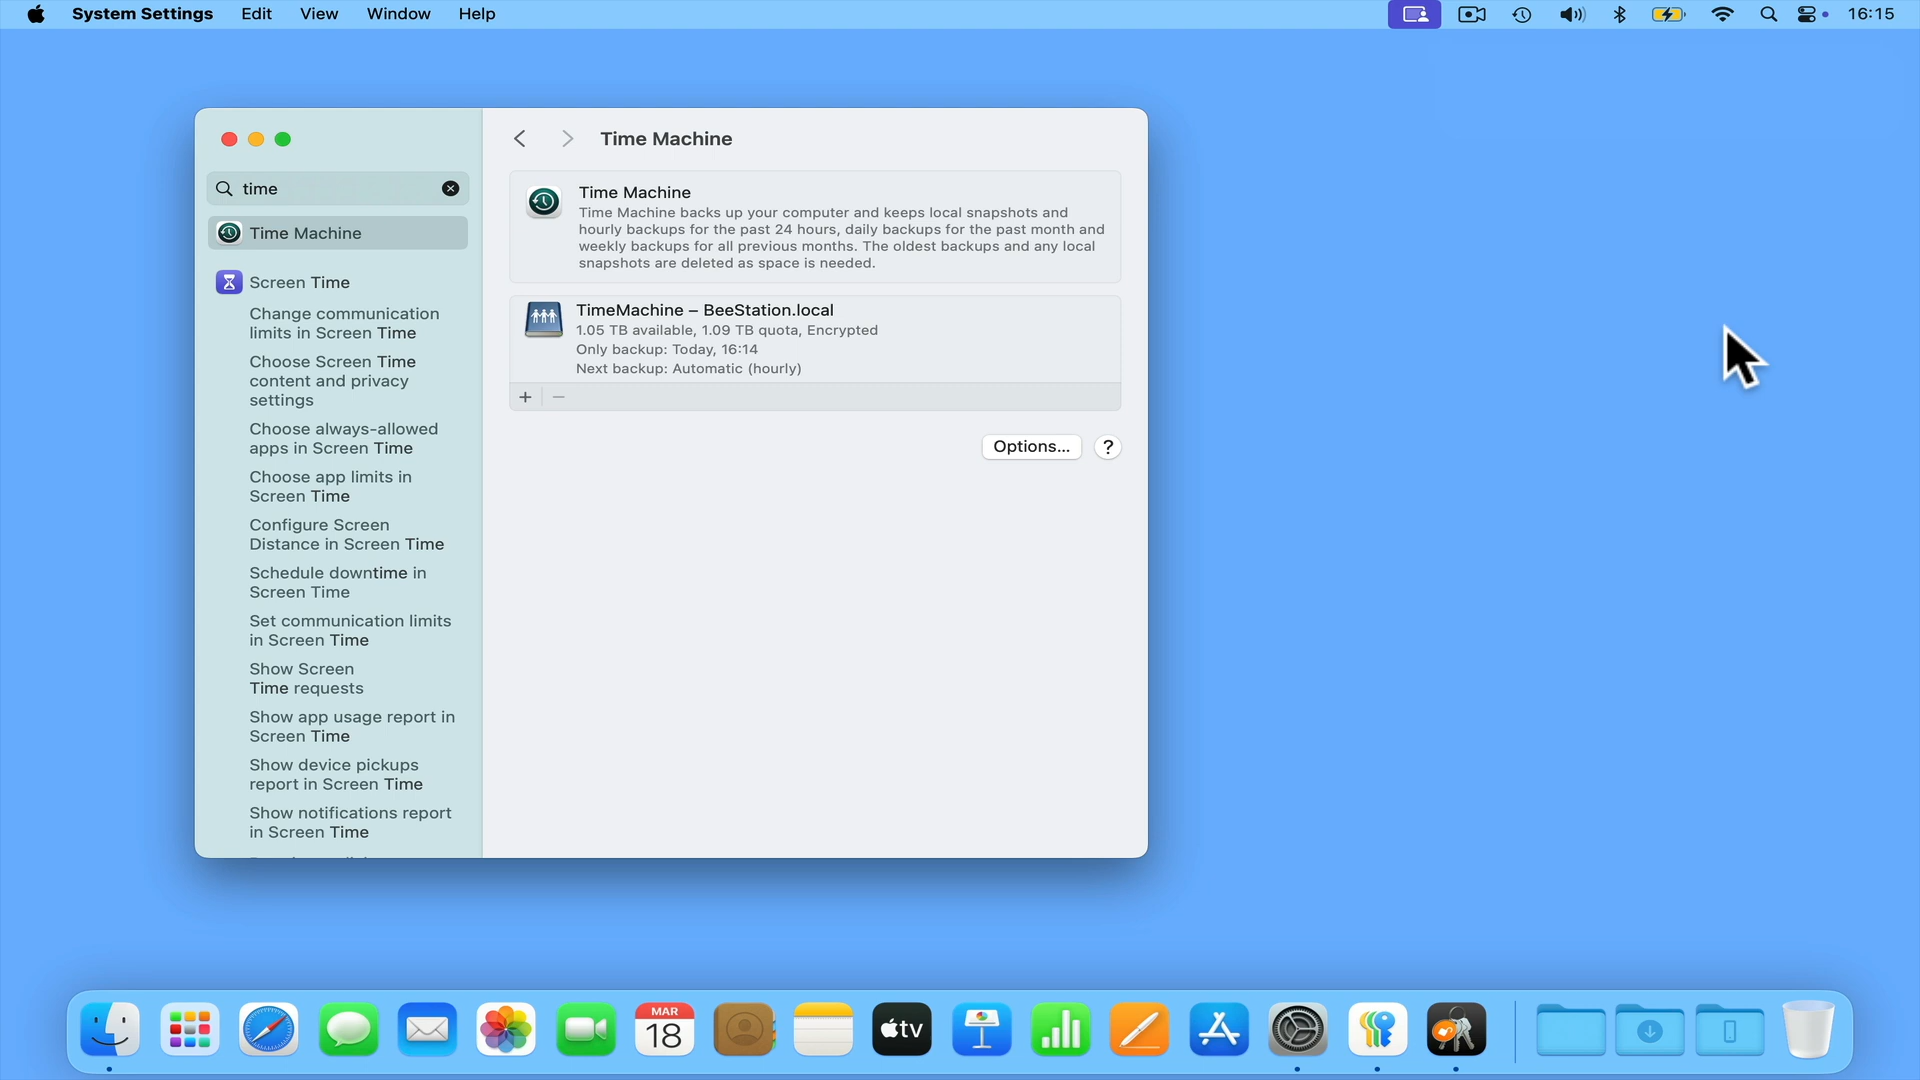 System Settings Edit View Window Help 16:15
Time Machine
time
Time Machine
Screen Time
Change communication
limits in Screen Time
Choose Screen Time
content and privacy
settings
Choose always-allowed
apps in Screen Time
Choose app limits in
Screen Time
Configure Screen
Distance in Screen Time
Schedule downtime in
Screen Time
Set communication limits
in Screen Time
Show Screen
Time requests
Show app usage report in
Screen Time
Show device pickups
report in Screen Time
Show notifications report
in Screen Time
Time Machine
Time Machine backs up your computer and keeps local snapshots and
hourly backups for the past 24 hours, daily backups for the past month and
weekly backups for all previous months. The oldest backups and any local
snapshots are deleted as space is needed.
TimeMachine – BeeStation.local
1.05 TB available, 1.09 TB quota, Encrypted
Only backup: Today, 16:14
Next backup: Automatic (hourly)
+ −
Options... ?
MAR
18
tv